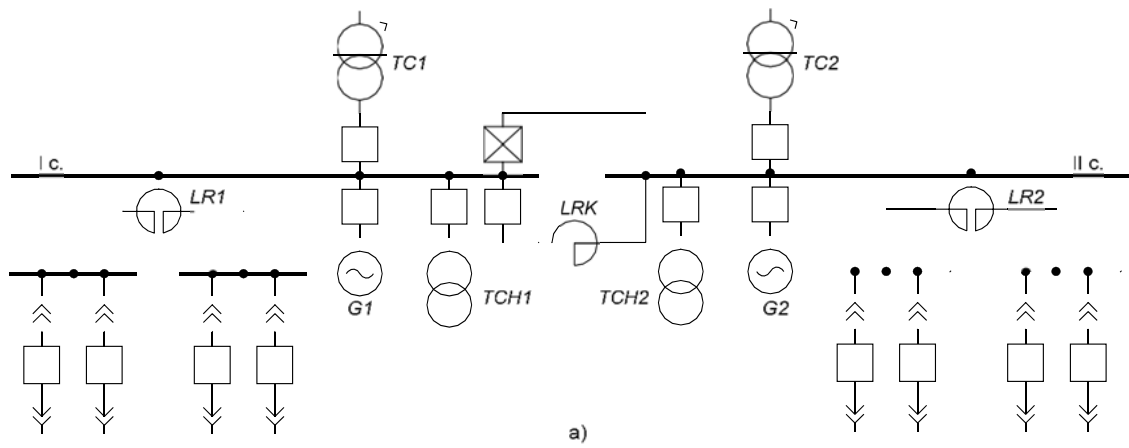 TC1
TC2
I c.
II c.
LR1
LRK
LR2
G1
TCH1
TCH2
G2
a)